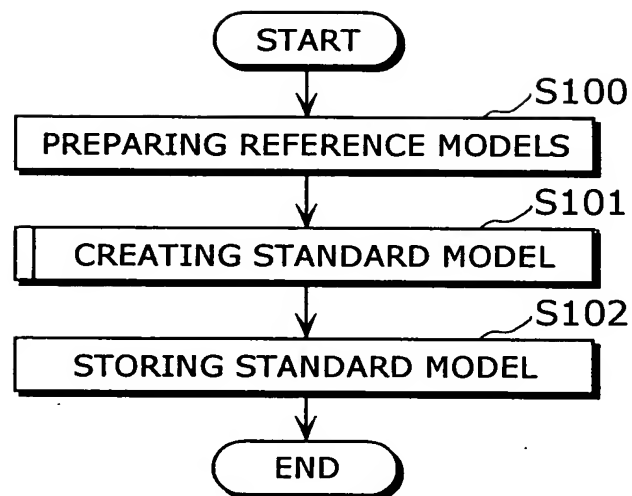 START
S100
PREPARING REFERENCE MODELS
S101
CREATING STANDARD MODEL
S102
STORING STANDARD MODEL
END